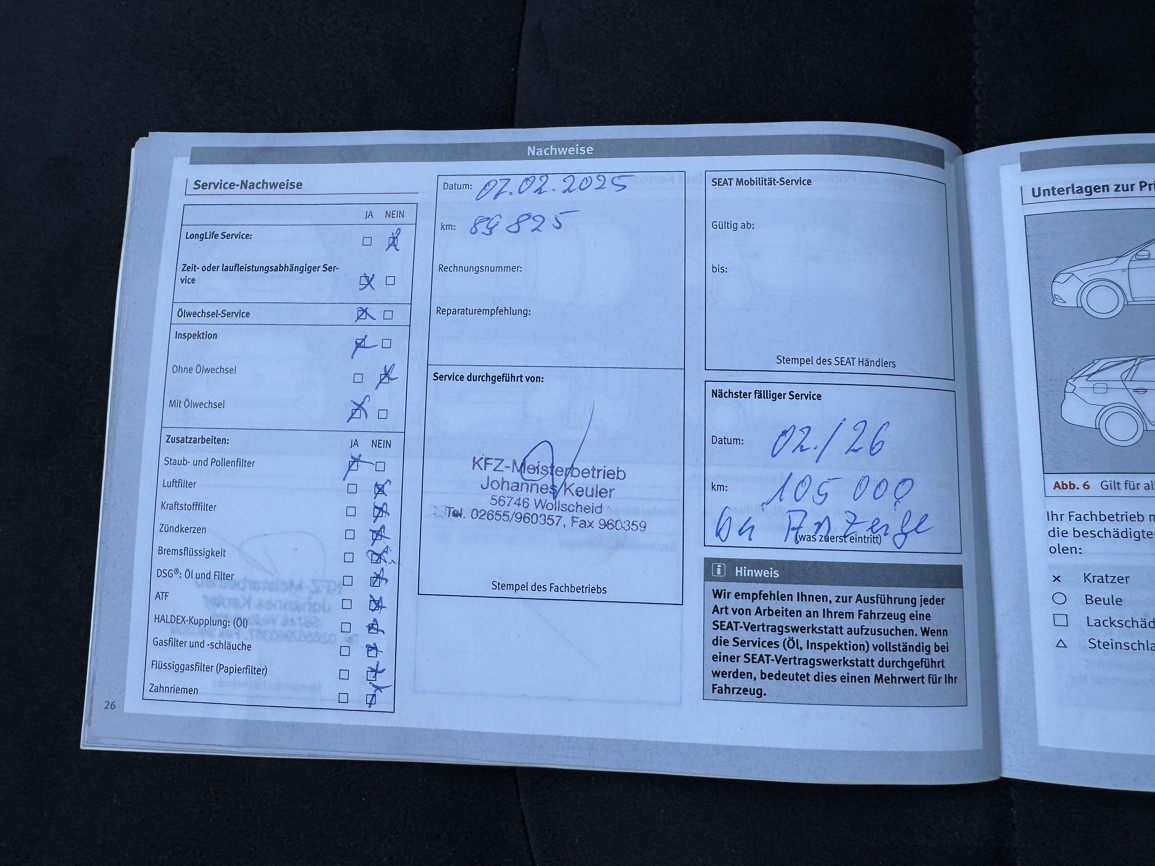 Nachweise
Service-Nachweise
JA NEIN
LongLife Service:
Zeit- oder laufleistungsabhängiger Ser-
vice
Ölwechsel-Service
Inspektion
Ohne Ölwechsel
Mit Ölwechsel
Zusatzarbeiten: JA NEIN
Staub- und Pollenfilter
Luftfilter
Kraftstofffilter
Zündkerzen
Bremsflüssigkeit
DSG®: Öl und Filter
ATF
HALDEX-Kupplung: (Öl)
Gasfilter und -schläuche
Flüssiggasfilter (Papierfilter)
Zahnriemen
26
Datum: 07.02.2025
km: 89 825
Rechnungsnummer:
Reparaturempfehlung:
Service durchgeführt von:
KFZ-Meisterbetrieb
Johannes Keuler
56746 Wollscheid
Tel. 02655/960357, Fax 960359
Stempel des Fachbetriebs
SEAT Mobilität-Service
Gültig ab:
bis:
Stempel des SEAT Händlers
Nächster fälliger Service
Datum: 02./26
km: 105 000
bei Anzeige
(was zuerst eintritt)
i Hinweis
Wir empfehlen Ihnen, zur Ausführung jeder
Art von Arbeiten an Ihrem Fahrzeug eine
SEAT-Vertragswerkstatt aufzusuchen. Wenn
die Services (Öl, Inspektion) vollständig bei
einer SEAT-Vertragswerkstatt durchgeführt
werden, bedeutet dies einen Mehrwert für Ihr
Fahrzeug.
Unterlagen zur
Abb. 6 Gilt für
Ihr Fachbetrieb
die beschädigte
olen:
Kratzer
Beule